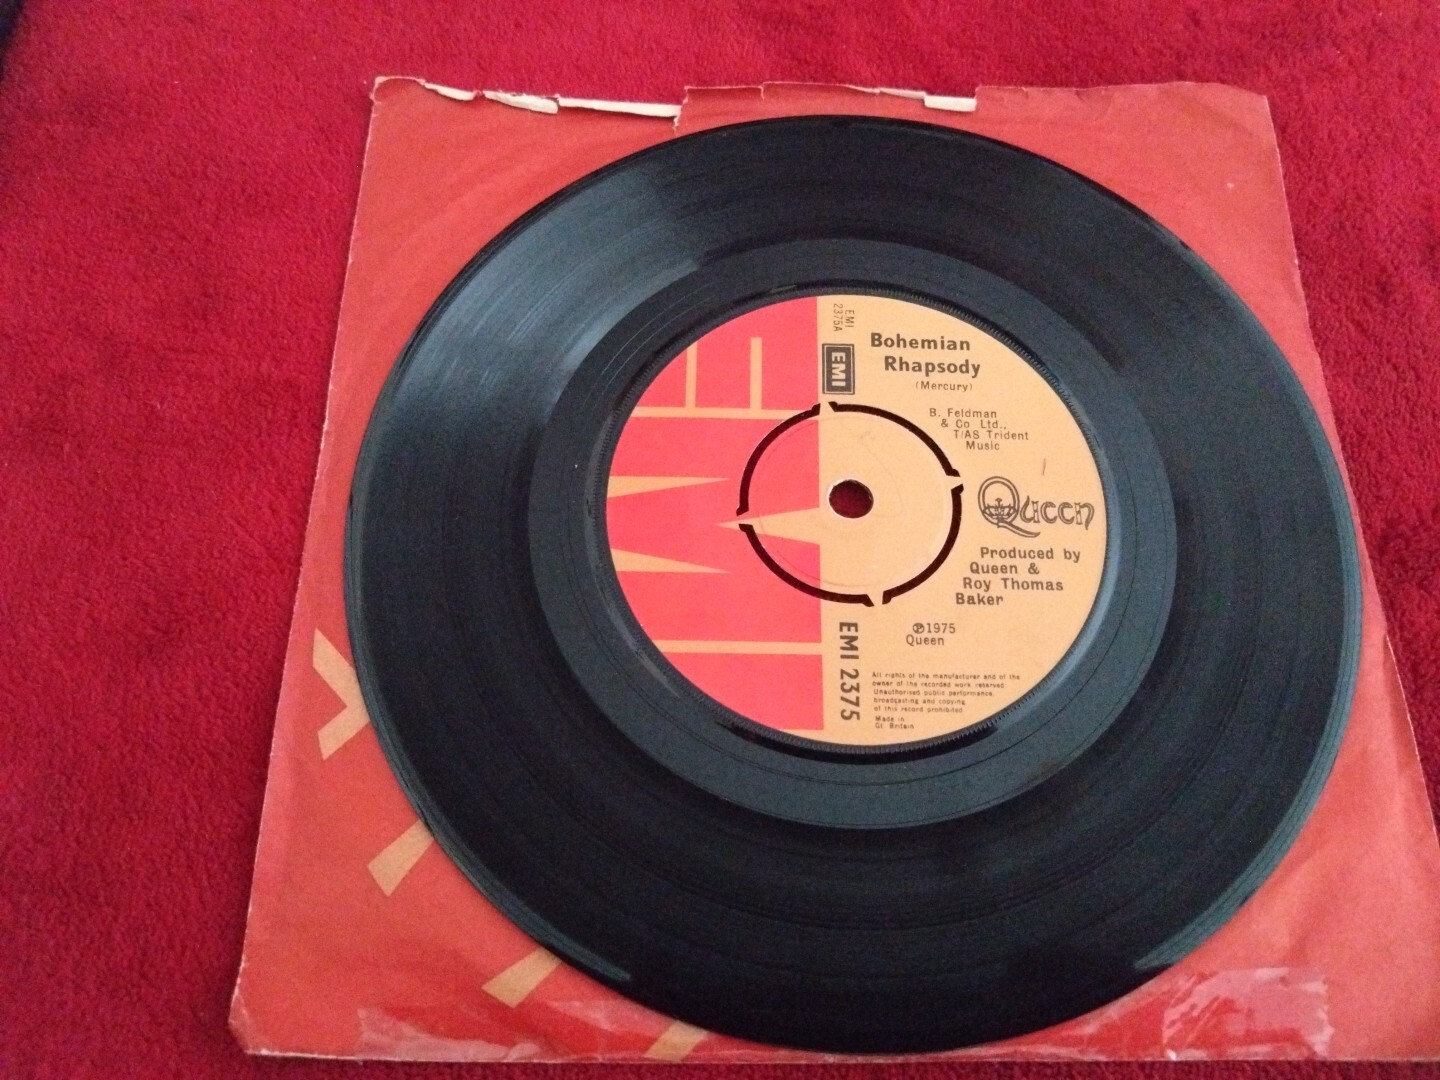 EMI
2375A
EMI
Bohemian
Rhapsody
(Mercury)
B. Feldman
& Co Ltd.,
T/AS Trident
Music
Queen
Produced by
Queen &
Roy Thomas
Baker
℗1975
Queen
EMI 2375
All rights of the manufacturer and of the
owner of the recorded work reserved.
Unauthorised public performance,
broadcasting and copying
of this record prohibited
Made in
Gt. Britain
EMI